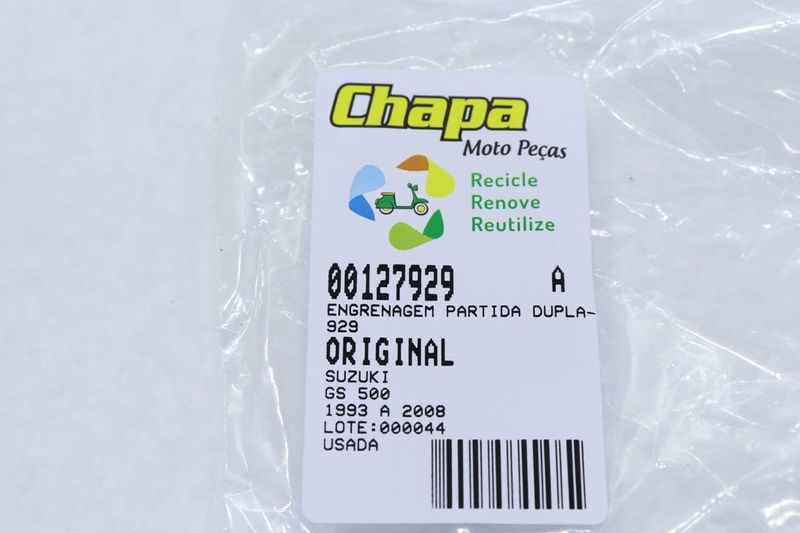 Chapa
Moto Peças
Recicle
Renove
Reutilize
00127929 A
ENGRENAGEM PARTIDA DUPLA-
929
ORIGINAL
SUZUKI
GS 500
1993 A 2008
LOTE:000044
USADA